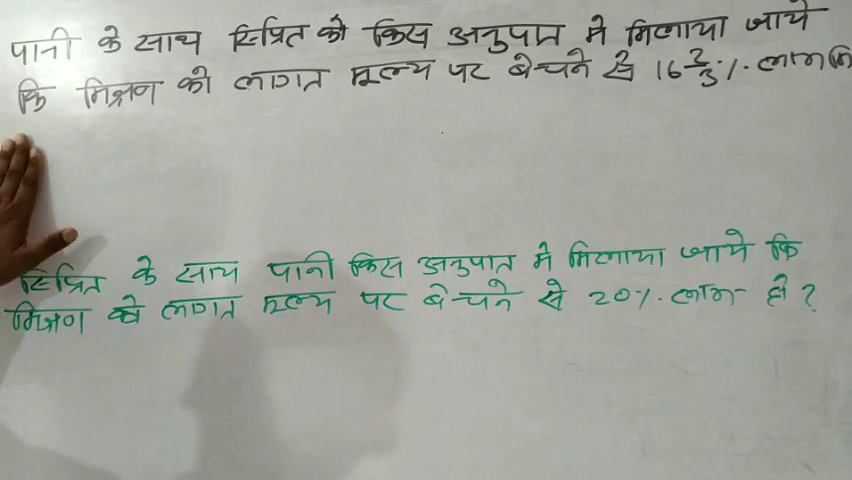 पानी के साथ स्प्रिित को किस अनुपात मे मिलाया जाये
कि मिश्रण को लागत मूल्य पर बेचने से 16 2/3 %. लाभ मि
स्प्रिित के साथ पानी किस अनुपात मे मिलाया जाये कि
मिश्रण को लागत मूल्य पर बेचने से 20%. लाभ हो ?